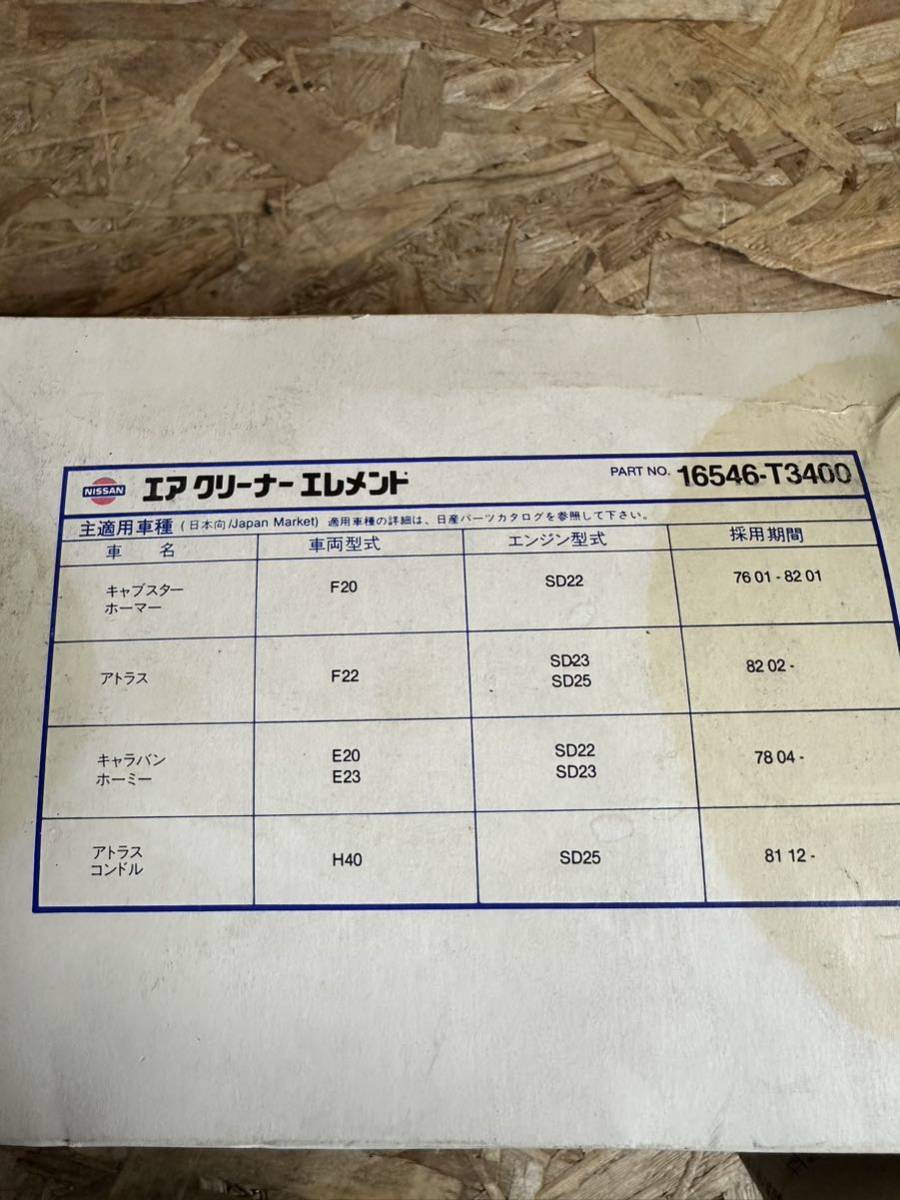 NISSAN エア クリーナー エレメンド PART NO. 16546-T3400
主適用車種 (日本向/Japan Market) 適用車種の詳細は、日産パーツカタログを参照して下さい。
車 名 車両型式 エンジン型式 採用期間
キャブスター F20 SD22 76 01 - 82 01
ホーマー
アトラス F22 SD23 82 02 -
SD25
キャラバン E20 SD22 78 04 -
ホーミー E23 SD23
アトラス H40 SD25 81 12 -
コンドル